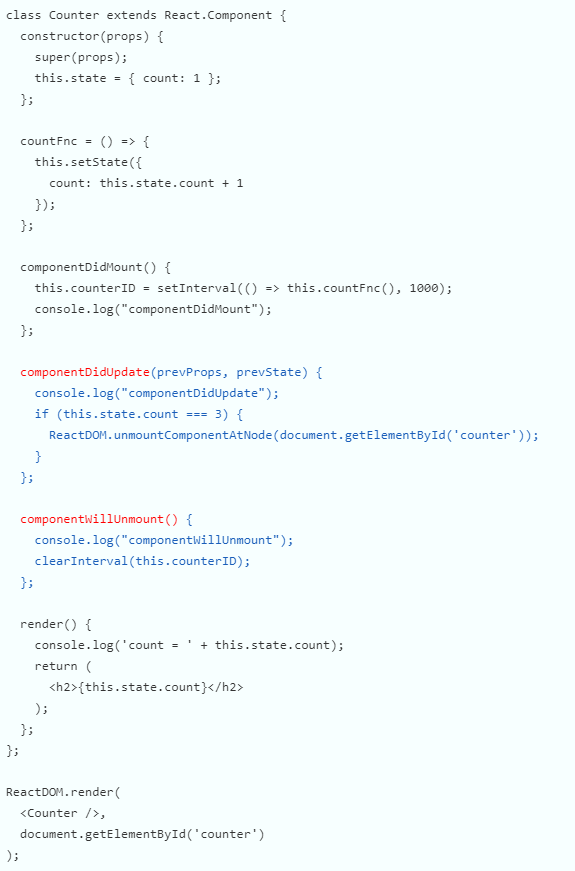 class Counter extends React.Component {
  constructor(props) {
    super(props);
    this.state = { count: 1 };
  };

  countFnc = () => {
    this.setState({
      count: this.state.count + 1
    });
  };

  componentDidMount() {
    this.counterID = setInterval(() => this.countFnc(), 1000);
    console.log("componentDidMount");
  };

  componentDidUpdate(prevProps, prevState) {
    console.log("componentDidUpdate");
    if (this.state.count === 3) {
      ReactDOM.unmountComponentAtNode(document.getElementById('counter'));
    }
  };

  componentWillUnmount() {
    console.log("componentWillUnmount");
    clearInterval(this.counterID);
  };

  render() {
    console.log('count = ' + this.state.count);
    return (
      <h2>{this.state.count}</h2>
    );
  };
};

ReactDOM.render(
  <Counter />,
  document.getElementById('counter')
);